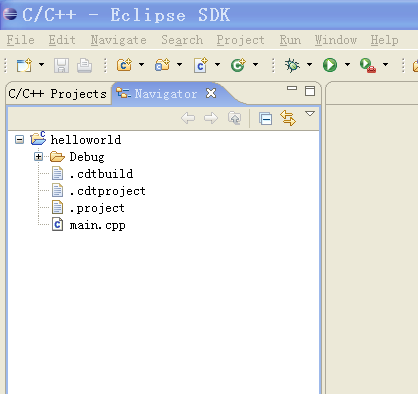 C/C++ - Eclipse SDK
File Edit Navigate Search Project Run Window Help
C/C++ Projects Navigator
helloworld
Debug
.cdtbuild
.cdtproject
.project
main.cpp